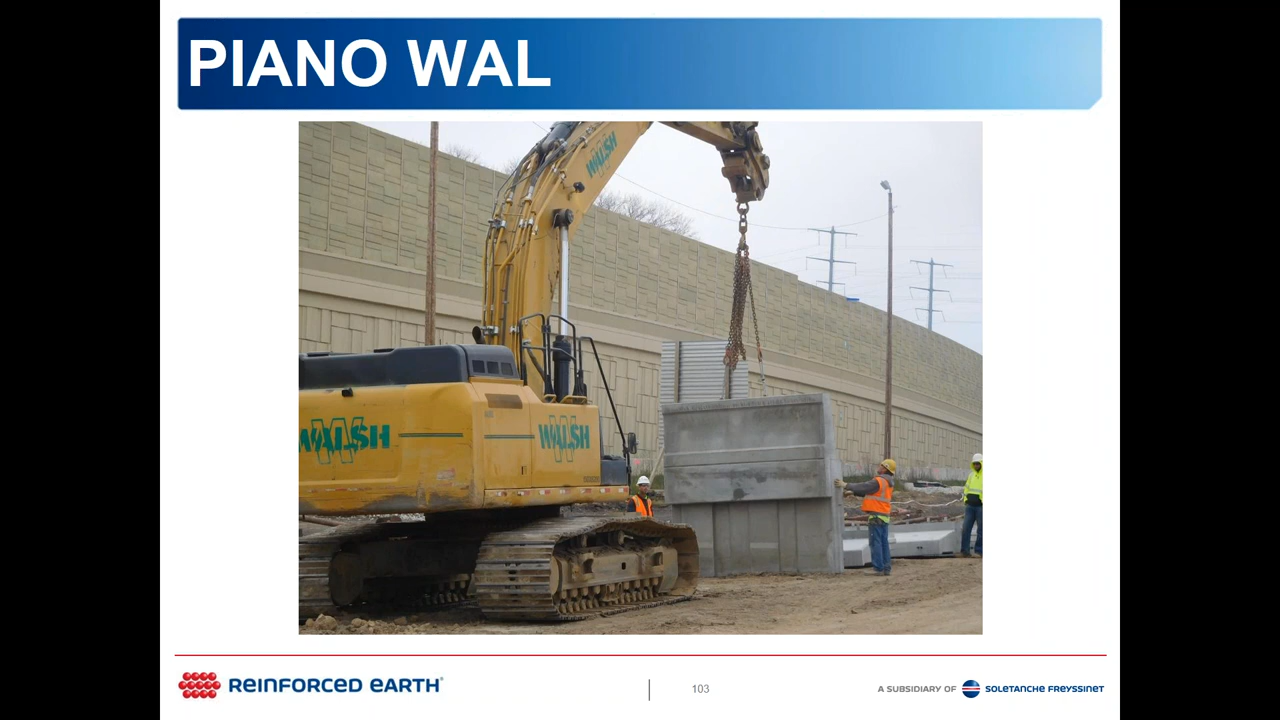 PIANO WAL
WALSH
WALSH
WALSH
REINFORCED EARTH®
103
A SUBSIDIARY OF SOLETANCHE FREYSSINET